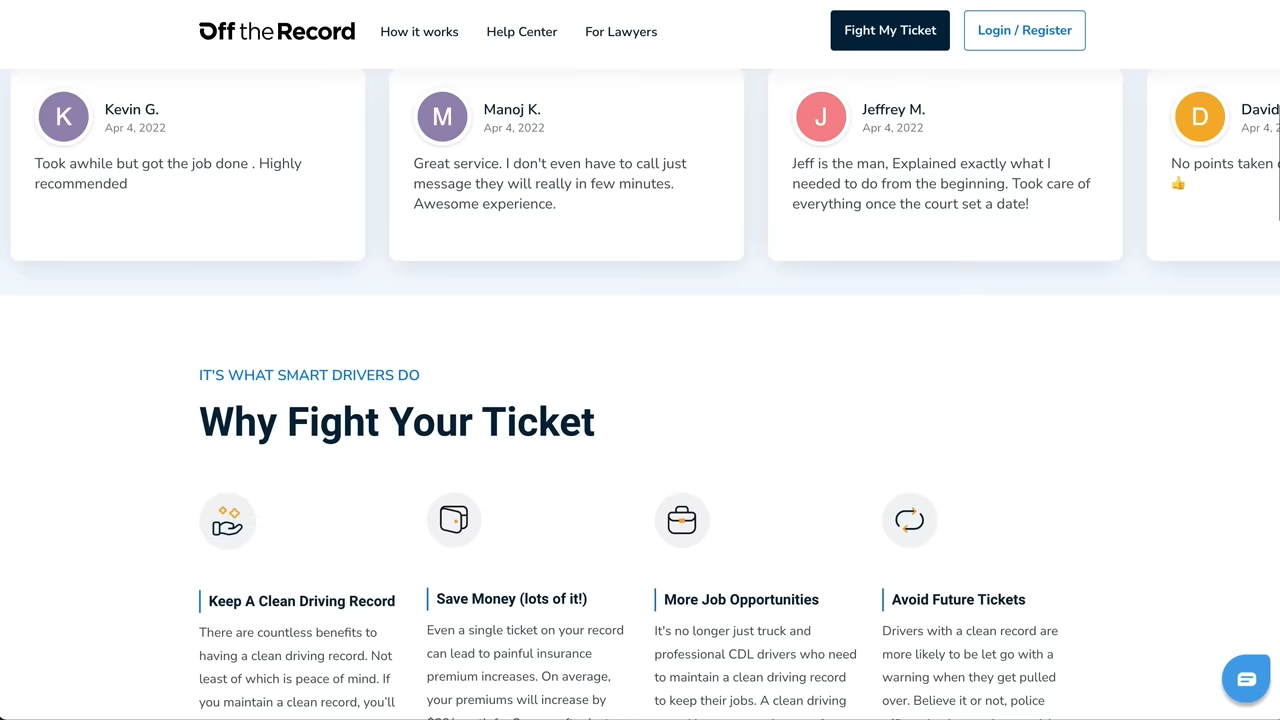 Off the Record
How it works
Help Center
For Lawyers
Fight My Ticket
Login / Register
K
Kevin G.
Apr 4, 2022
Took awhile but got the job done . Highly
recommended
M
Manoj K.
Apr 4, 2022
Great service. I don't even have to call just
message they will really in few minutes.
Awesome experience.
J
Jeffrey M.
Apr 4, 2022
Jeff is the man, Explained exactly what I
needed to do from the beginning. Took care of
everything once the court set a date!
D
David
Apr 4,
No points taken
👍
IT'S WHAT SMART DRIVERS DO
Why Fight Your Ticket
Keep A Clean Driving Record
There are countless benefits to
having a clean driving record. Not
least of which is peace of mind. If
you maintain a clean record, you'll
Save Money (lots of it!)
Even a single ticket on your record
can lead to painful insurance
premium increases. On average,
your premiums will increase by
More Job Opportunities
It's no longer just truck and
professional CDL drivers who need
to maintain a clean driving record
to keep their jobs. A clean driving
Avoid Future Tickets
Drivers with a clean record are
more likely to be let go with a
warning when they get pulled
over. Believe it or not, police